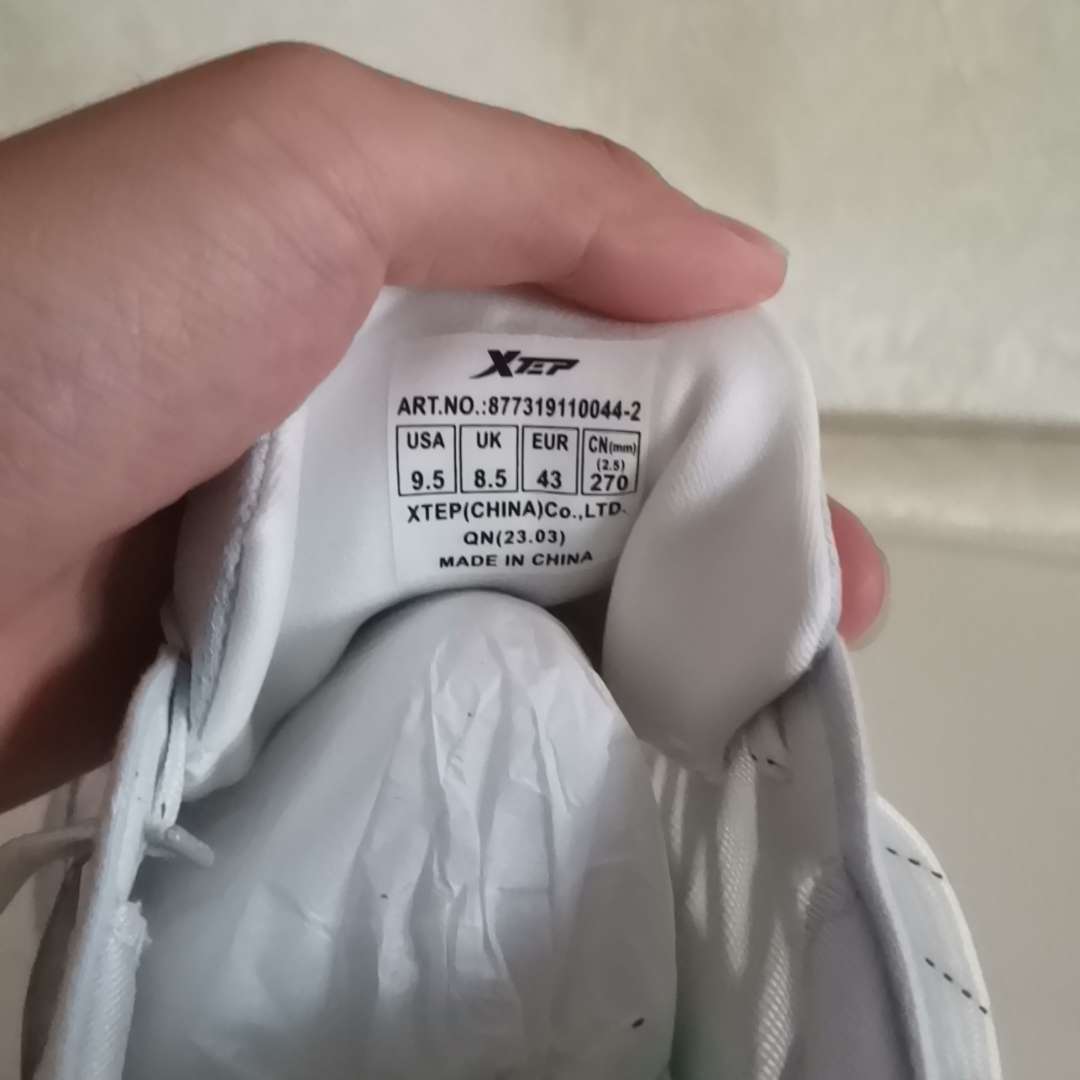 XTEP
ART.NO.:877319110044-2
USA UK EUR CN(mm)
(2.5)
9.5 8.5 43 270
XTEP(CHINA)Co.,LTD.
QN(23.03)
MADE IN CHINA